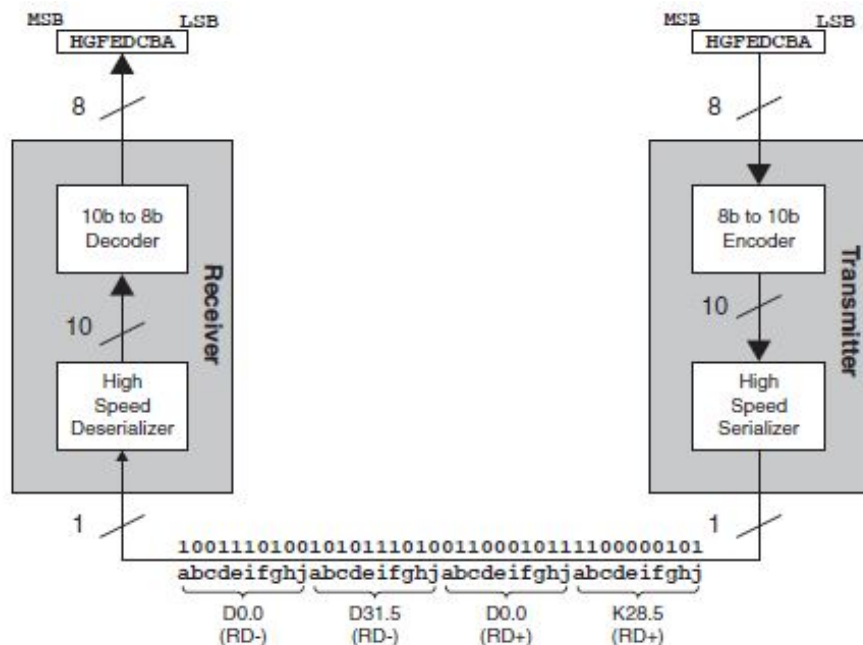 MSB LSB
HGFEDCBA
8
10b to 8b
Decoder
10
High
Speed
Deserializer
Receiver
1
MSB LSB
HGFEDCBA
8
8b to 10b
Encoder
10
High
Speed
Serializer
Transmitter
1
1001110100101011101001100010111100000101
abcdeifghjabcdeifghjabcdeifghjabcdeifghj
D0.0 D31.5 D0.0 K28.5
(RD-) (RD-) (RD+) (RD+)